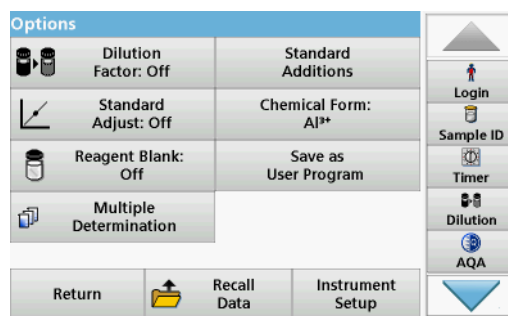 Options
Dilution
Factor: Off
Standard
Additions
Standard
Adjust: Off
Chemical Form:
Al³⁺
Reagent Blank:
Off
Save as
User Program
Multiple
Determination
Return
Recall
Data
Instrument
Setup
Login
Sample ID
Timer
Dilution
AQA